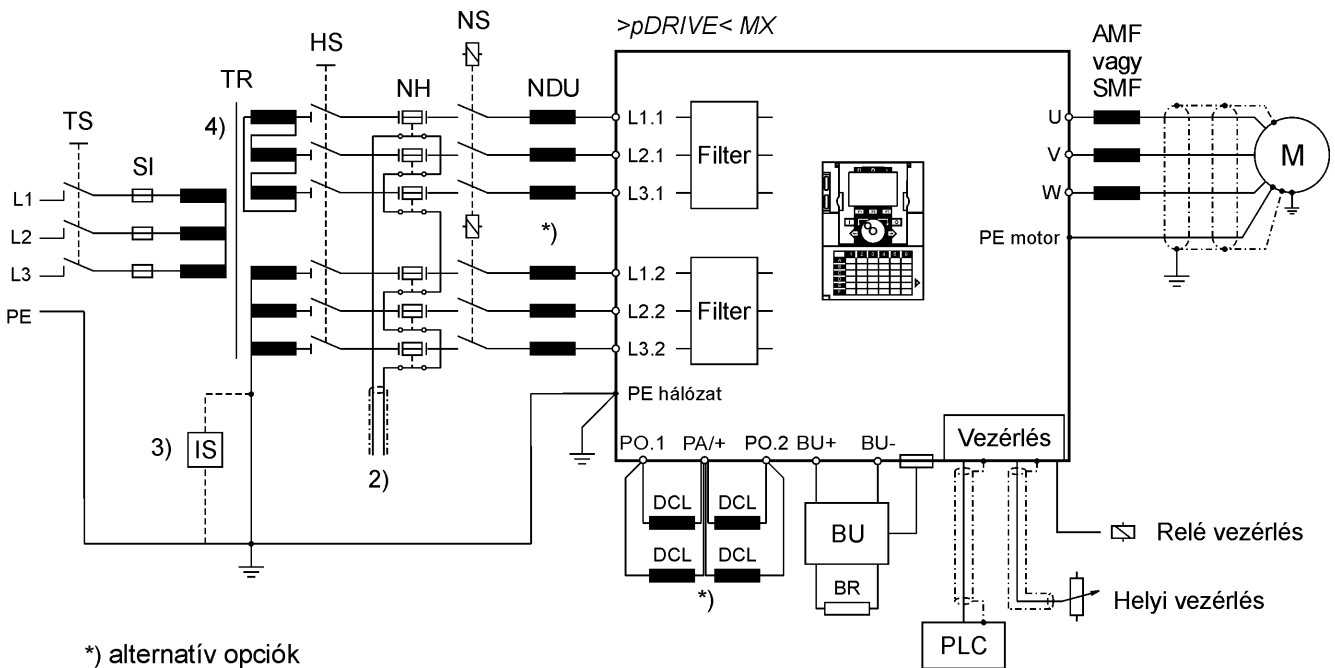 >pDRIVE< MX
TS
SI
TR
HS
NH
NS
NDU
AMF
vagy
SMF
4)
L1
L2
L3
PE
L1.1
L2.1
L3.1
Filter
*)
L1.2
L2.2
L3.2
Filter
U
V
W
PE motor
M
PE hálózat
3)
IS
2)
PO.1
PA/+
PO.2
BU+
BU-
Vezérlés
DCL
DCL
DCL
DCL
*)
BU
BR
PLC
Relé vezérlés
Helyi vezérlés
*) alternatív opciók